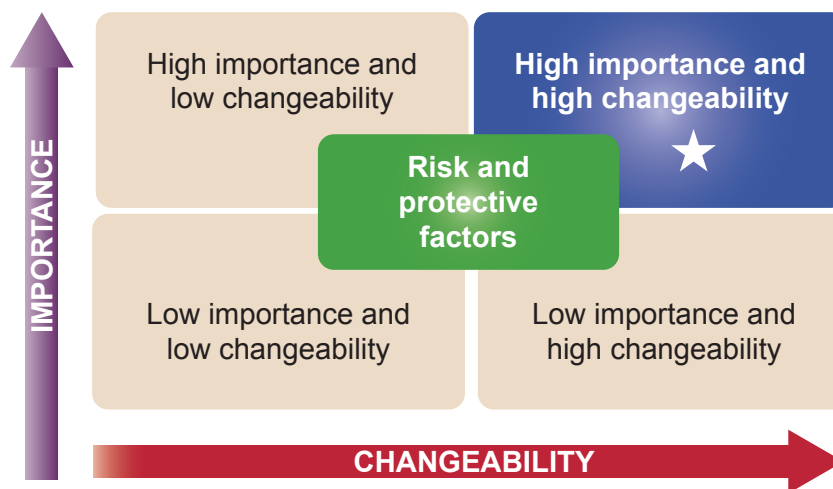 High importance and
low changeability
High importance and
high changeability
Risk and
protective
factors
IMPORTANCE
Low importance and
low changeability
Low importance and
high changeability
CHANGEABILITY